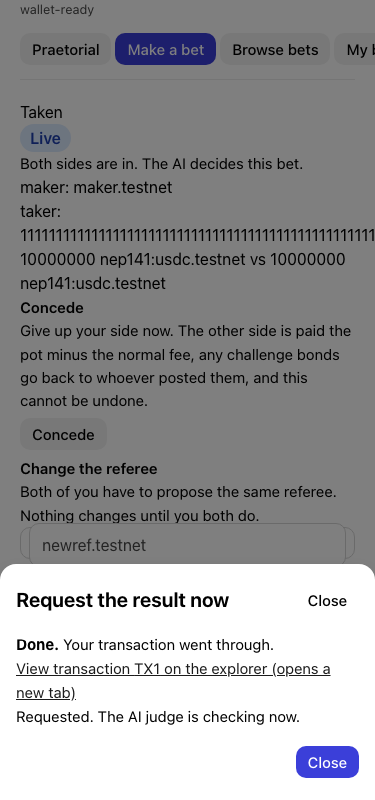 wallet-ready
Praetorial
Make a bet
Browse bets
My b
Taken
Live
Both sides are in. The AI decides this bet.
maker: maker.testnet
taker:
10000000 nep141:usdc.testnet vs 10000000
nep141:usdc.testnet
Concede
Give up your side now. The other side is paid the
pot minus the normal fee, any challenge bonds
go back to whoever posted them, and this
cannot be undone.
Concede
Change the referee
Both of you have to propose the same referee.
Nothing changes until you both do.
newref.testnet
Request the result now
Close
Done. Your transaction went through.
View transaction TX1 on the explorer (opens a
new tab)
Requested. The AI judge is checking now.
Close